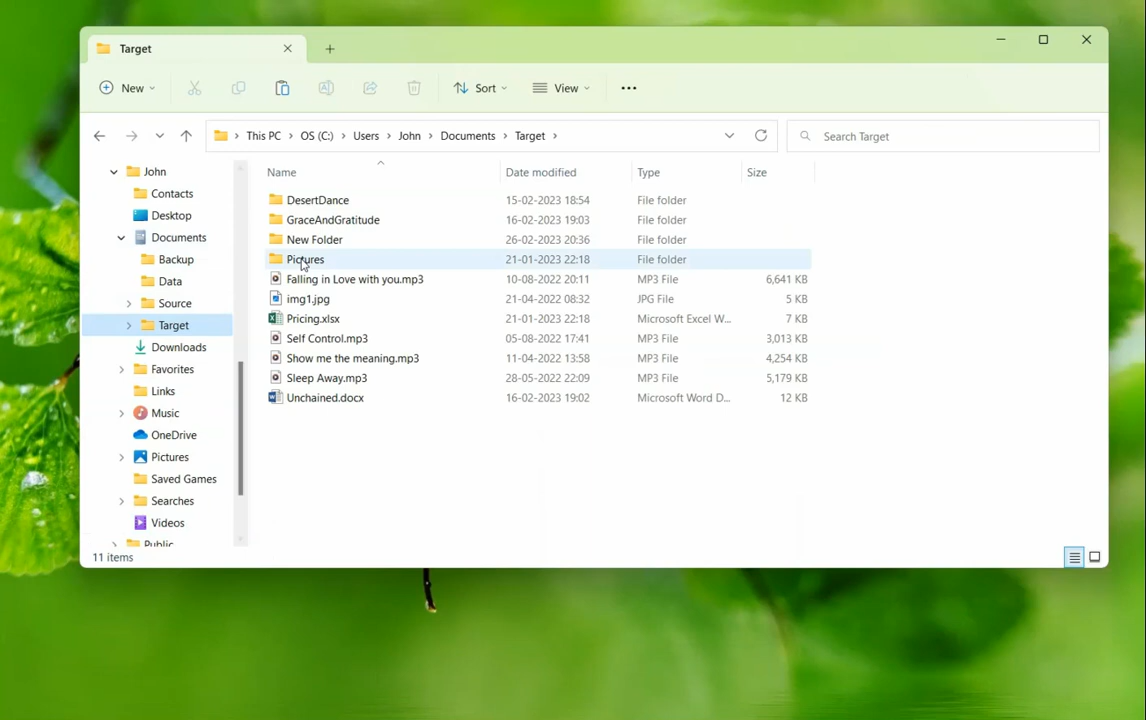 Target
New
Sort
View
This PC > OS (C:) > Users > John > Documents > Target >
Search Target
John
Contacts
Desktop
Documents
Backup
Data
Source
Target
Downloads
Favorites
Links
Music
OneDrive
Pictures
Saved Games
Searches
Videos
Public
Name Date modified Type Size
DesertDance 15-02-2023 18:54 File folder
GraceAndGratitude 16-02-2023 19:03 File folder
New Folder 26-02-2023 20:36 File folder
Pictures 21-01-2023 22:18 File folder
Falling in Love with you.mp3 10-08-2022 20:11 MP3 File 6,641 KB
img1.jpg 21-04-2022 08:32 JPG File 5 KB
Pricing.xlsx 21-01-2023 22:18 Microsoft Excel W... 7 KB
Self Control.mp3 05-08-2022 17:41 MP3 File 3,013 KB
Show me the meaning.mp3 11-04-2022 13:58 MP3 File 4,254 KB
Sleep Away.mp3 28-05-2022 22:09 MP3 File 5,179 KB
Unchained.docx 16-02-2023 19:02 Microsoft Word D... 12 KB
11 items